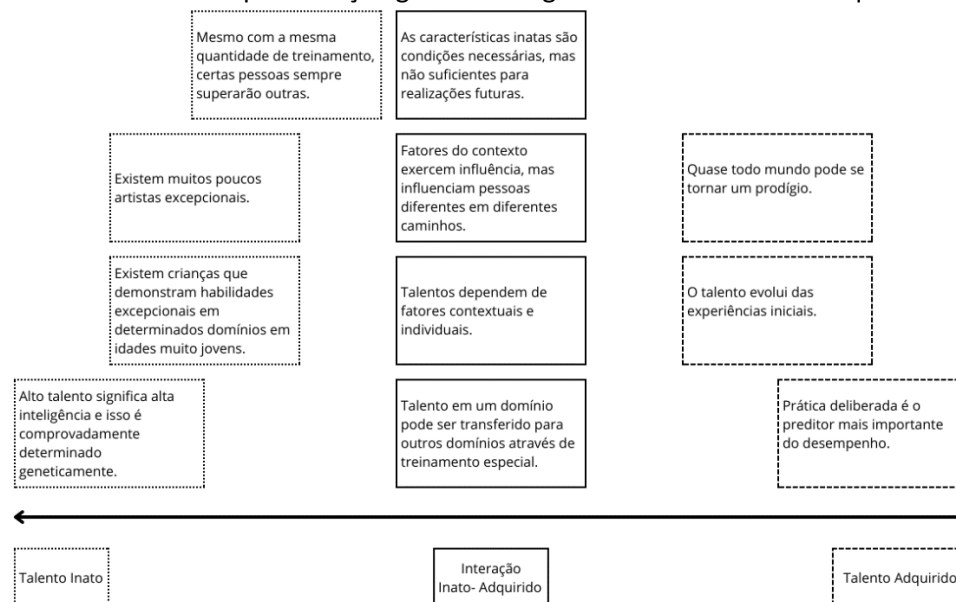 Mesmo com a mesma
quantidade de treinamento,
certas pessoas sempre
superarão outras.
As características inatas são
condições necessárias, mas
não suficientes para
realizações futuras.
Existem muitos poucos
artistas excepcionais.
Fatores do contexto
exercem influência, mas
influenciam pessoas
diferentes em diferentes
caminhos.
Quase todo mundo pode se
tornar um prodígio.
Existem crianças que
demonstram habilidades
excepcionais em
determinados domínios em
idades muito jovens.
Talentos dependem de
fatores contextuais e
individuais.
O talento evolui das
experiências iniciais.
Alto talento significa alta
inteligência e isso é
comprovadamente
determinado
geneticamente.
Talento em um domínio
pode ser transferido para
outros domínios através de
treinamento especial.
Prática deliberada é o
preditor mais importante
do desempenho.
Talento Inato
Interação
Inato- Adquirido
Talento Adquirido